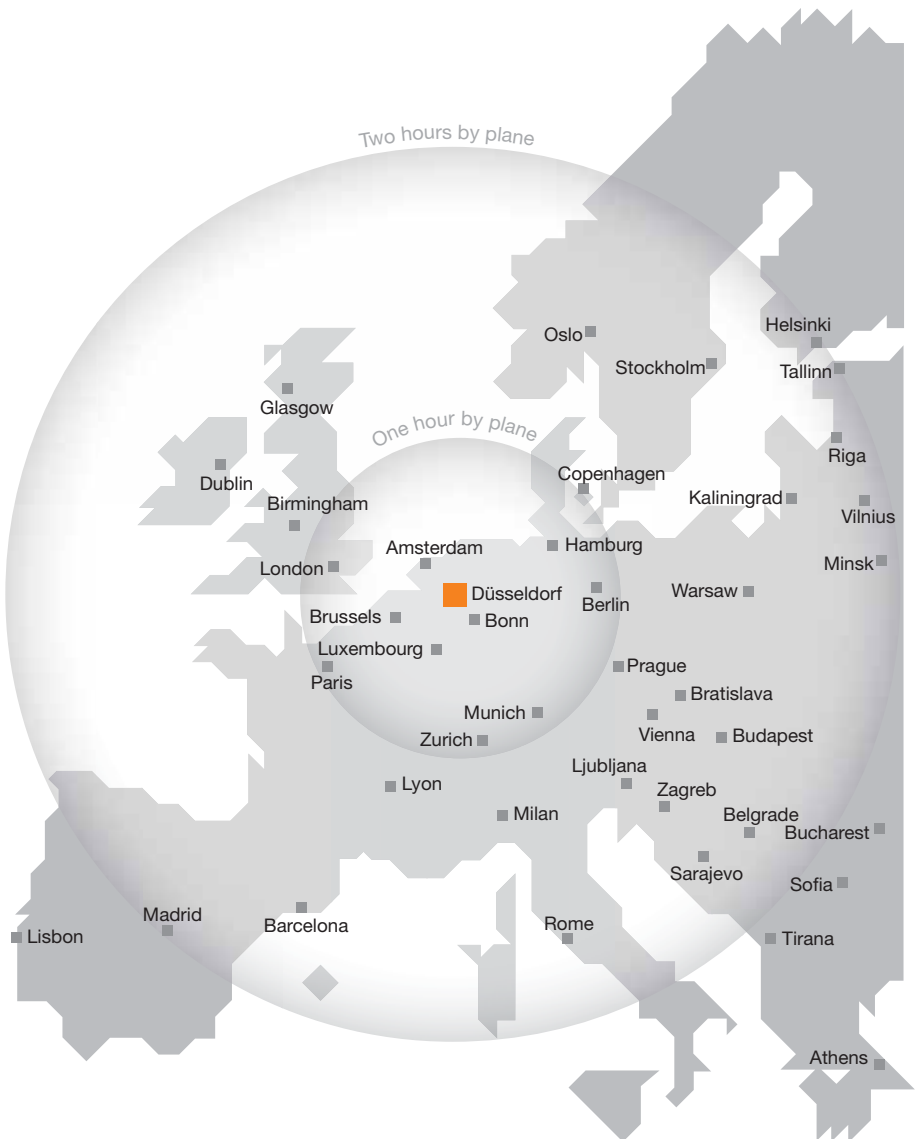 Two hours by plane
Helsinki
Oslo
Stockholm
Tallinn
Glasgow
One hour by plane
Riga
Copenhagen
Dublin
Kaliningrad
Birmingham
Vilnius
Amsterdam
Hamburg
Minsk
London
Warsaw
Düsseldorf
Berlin
Brussels
Bonn
Luxembourg
Prague
Paris
Bratislava
Munich
Vienna
Budapest
Zurich
Ljubljana
Lyon
Zagreb
Milan
Belgrade
Bucharest
Sarajevo
Sofia
Madrid
Barcelona
Rome
Lisbon
Tirana
Athens